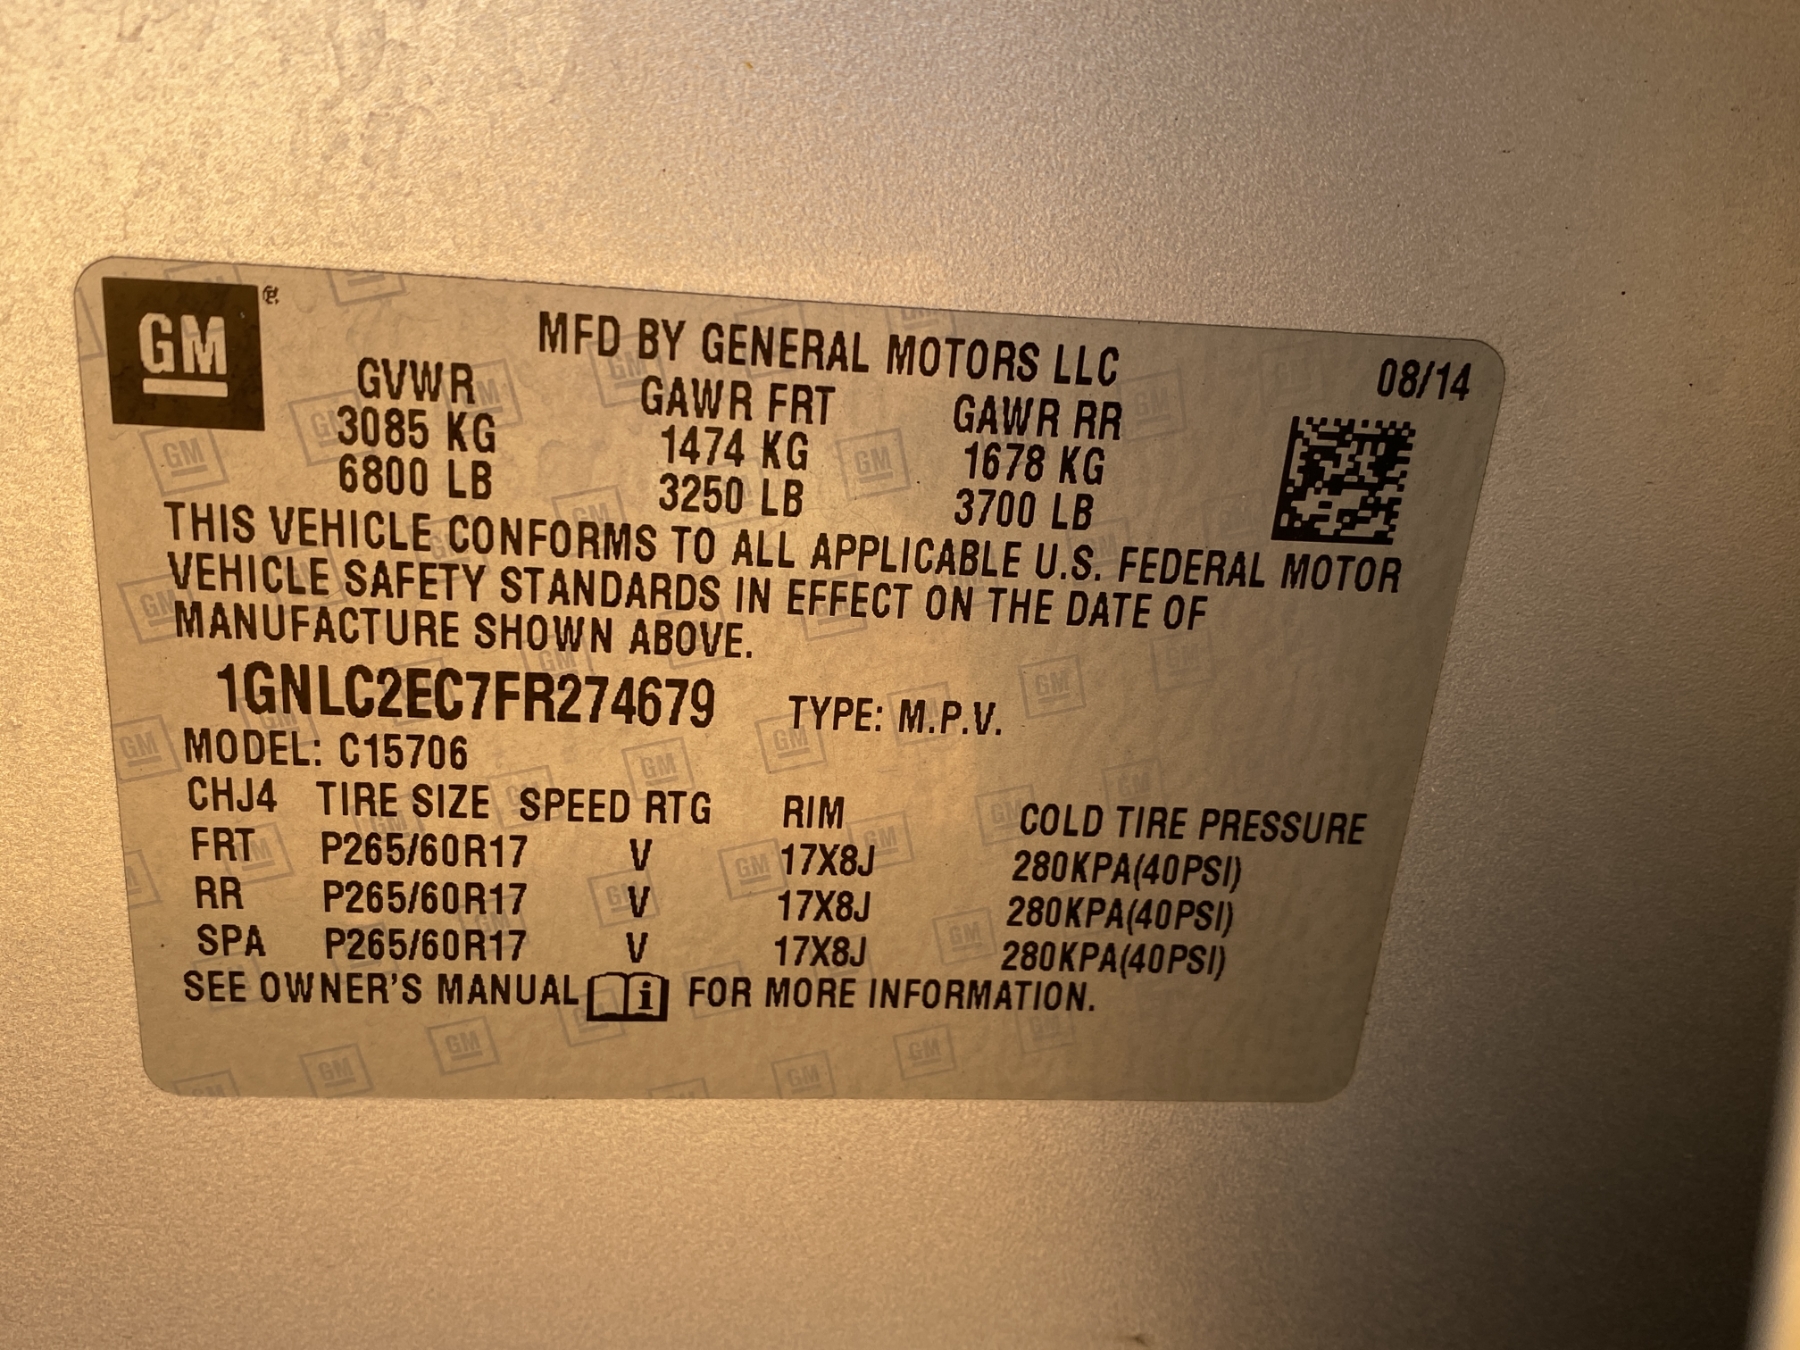 GM ®
MFD BY GENERAL MOTORS LLC 08/14
GVWR GAWR FRT GAWR RR
3085 KG 1474 KG 1678 KG
6800 LB 3250 LB 3700 LB
THIS VEHICLE CONFORMS TO ALL APPLICABLE U.S. FEDERAL MOTOR
VEHICLE SAFETY STANDARDS IN EFFECT ON THE DATE OF
MANUFACTURE SHOWN ABOVE.
1GNLC2EC7FR274679 TYPE: M.P.V.
MODEL: C15706
CHJ4 TIRE SIZE SPEED RTG RIM COLD TIRE PRESSURE
FRT P265/60R17 V 17X8J 280KPA(40PSI)
RR P265/60R17 V 17X8J 280KPA(40PSI)
SPA P265/60R17 V 17X8J 280KPA(40PSI)
SEE OWNER'S MANUAL i FOR MORE INFORMATION.